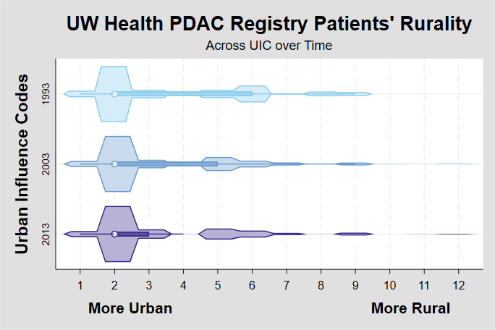 UW Health PDAC Registry Patients' Rurality
Across UIC over Time
Urban Influence Codes
1993
2003
2013
1 2 3 4 5 6 7 8 9 10 11 12
More Urban More Rural